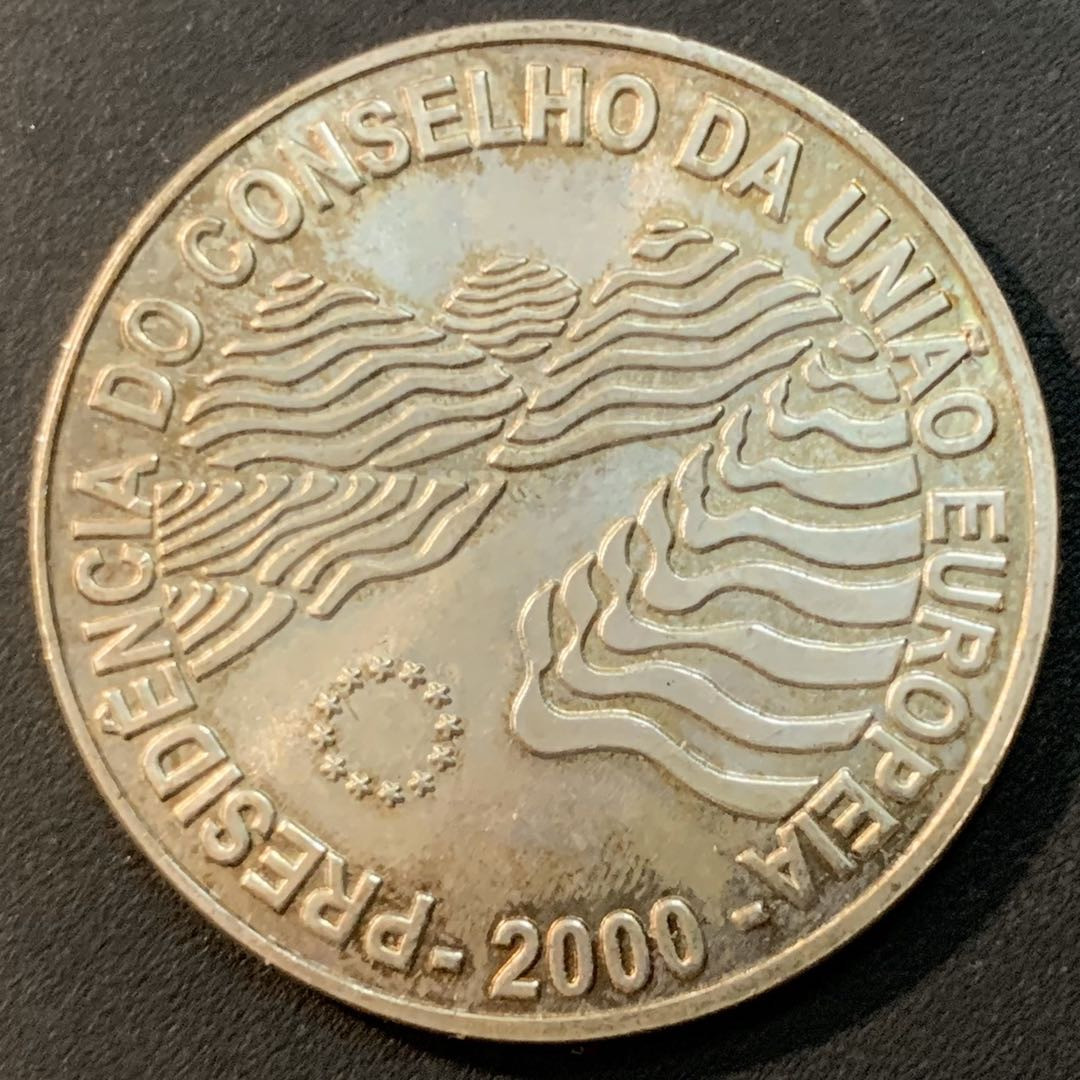 -PRESIDÊNCIA DO CONSELHO DA UNIÃO EUROPEIA-
2000